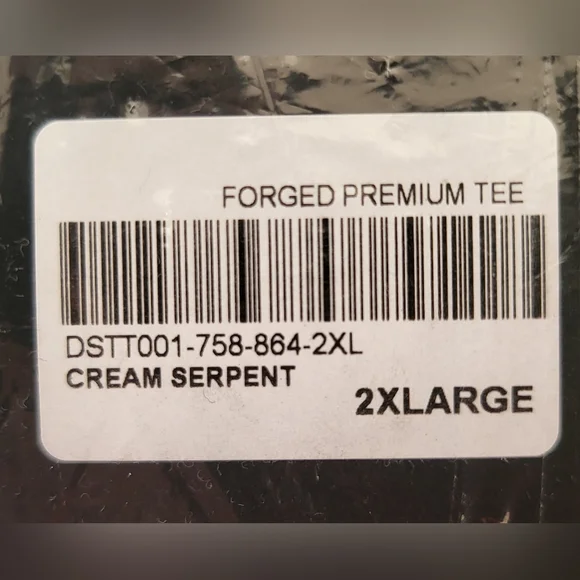 FORGED PREMIUM TEE
DSTT001-758-864-2XL
CREAM SERPENT
2XLARGE